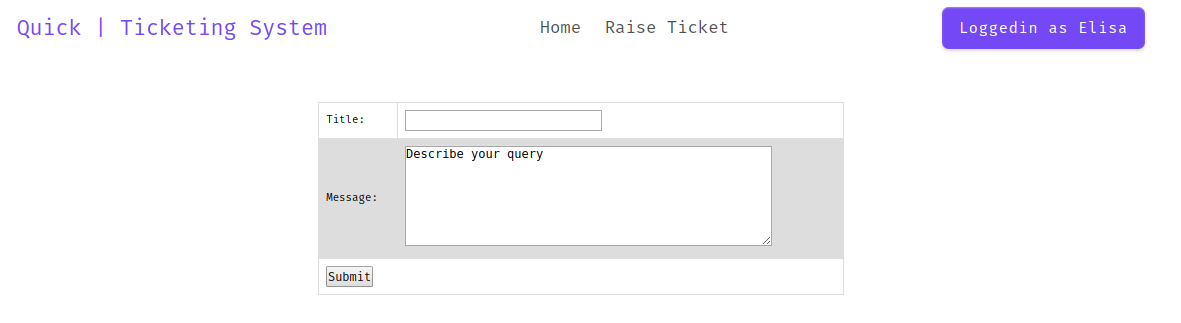 Quick | Ticketing System
Home Raise Ticket
Loggedin as Elisa
Title:
Describe your query
Message:
Submit